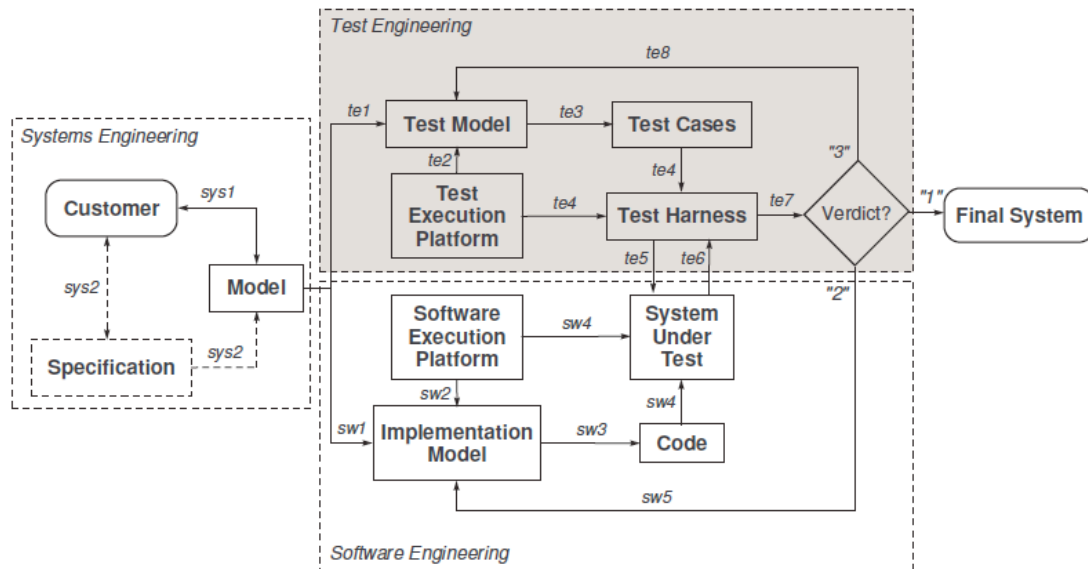 Test Engineering
te8
te1
Test Model
te3
Test Cases
Systems Engineering
"3"
te2
te4
sys1
"1"
Customer
Test
Execution
Platform
te4
Test Harness
te7
Verdict?
Final System
te5
te6
sys2
Model
"2"
Software
Execution
Platform
sw4
System
Under
Test
Specification
sys2
sw2
sw4
sw1
Implementation
Model
sw3
Code
sw5
Software Engineering